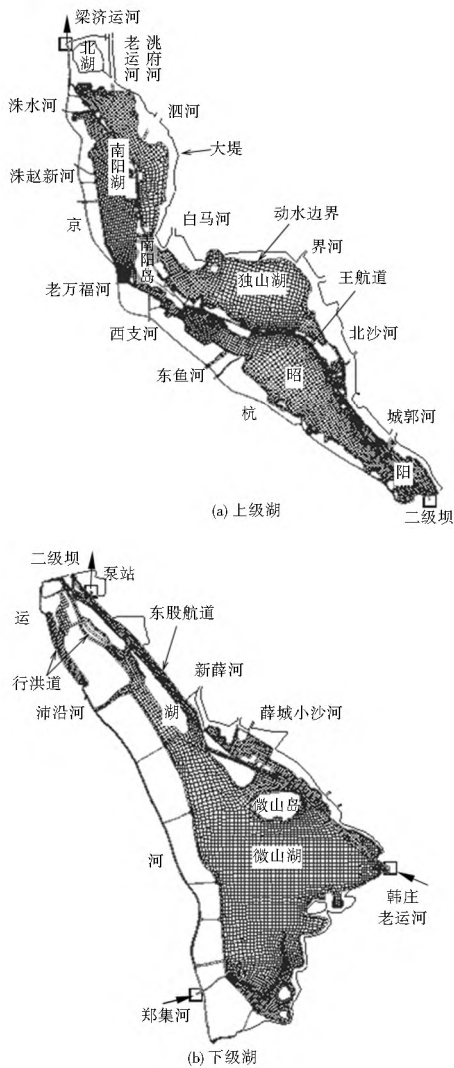 梁济运河
北湖
老运河
洸府河
洙水河
泗河
南阳湖
大堤
洙赵新河
京
白马河
南阳岛
动水边界
界河
独山湖
王航道
老万福河
西支河
北沙河
东鱼河
昭
杭
城郭河
阳
(a) 上级湖
二级坝
二级坝
泵站
运
东股航道
行洪道
新薛河
沛沿河
湖
薛城小沙河
微山岛
河
微山湖
韩庄
老运河
郑集河
(b) 下级湖